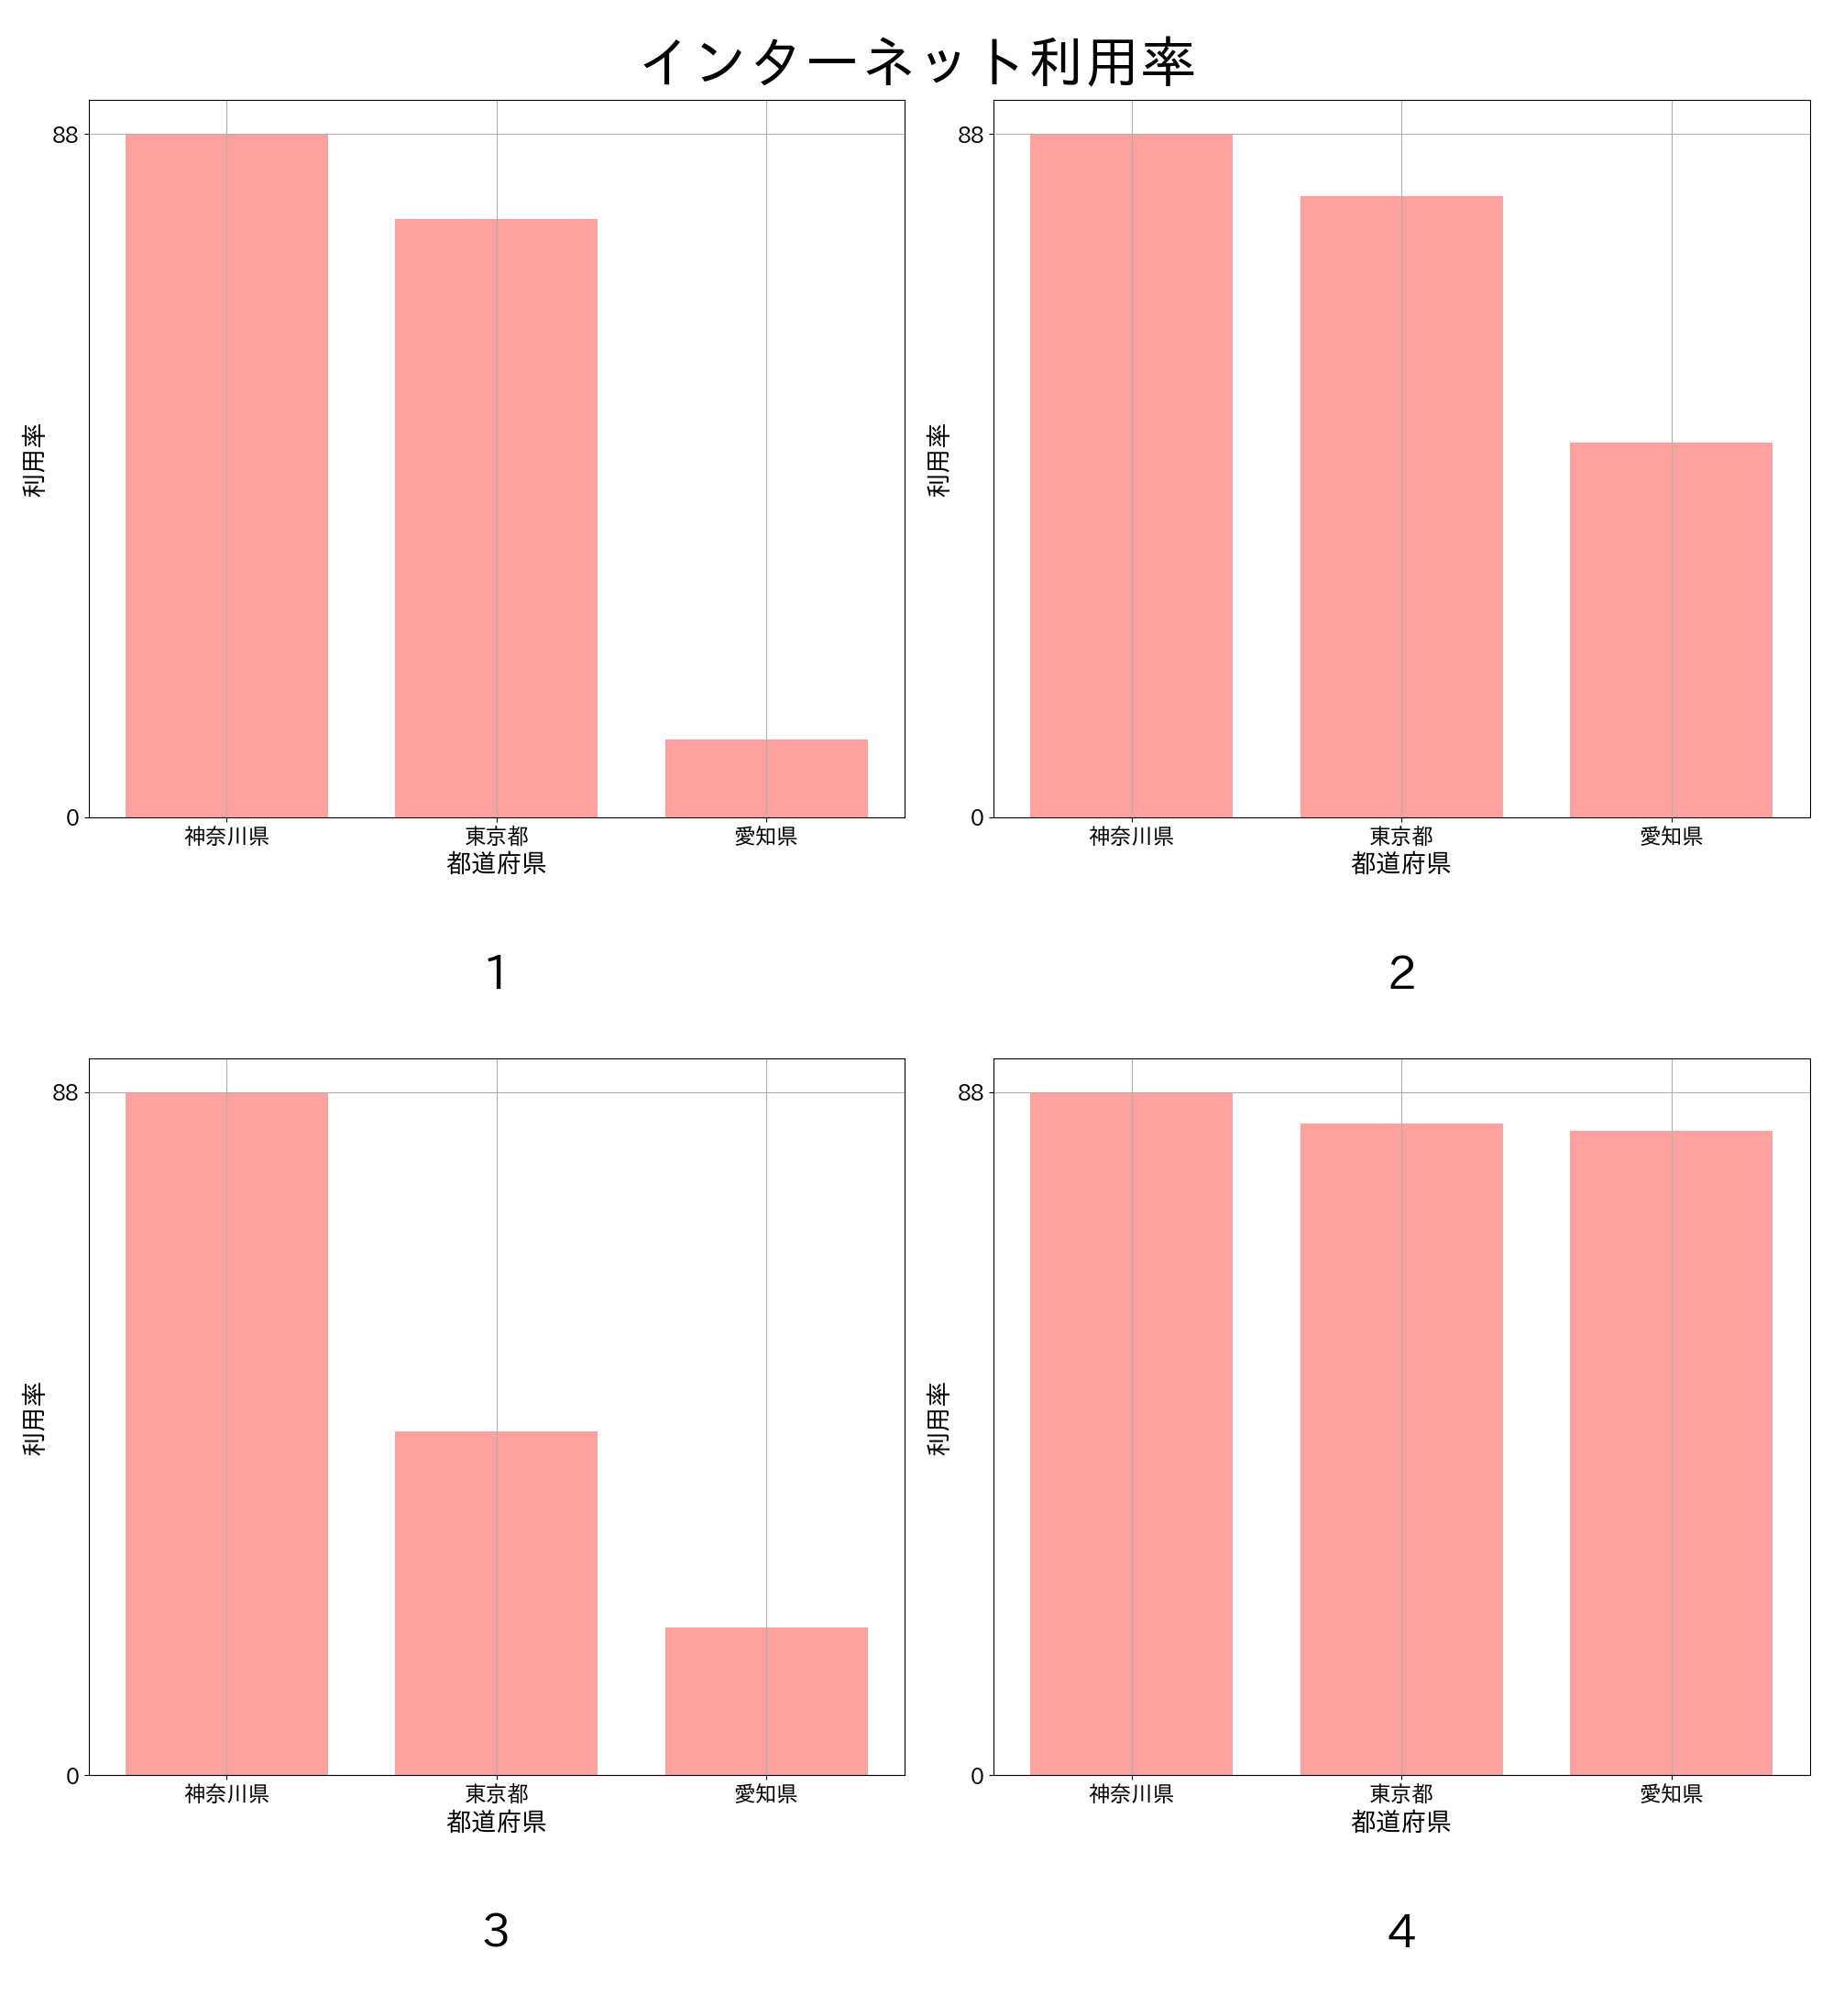 インターネット利用率
88
0
利用率
神奈川県 東京都 愛知県
都道府県
1
88
0
利用率
神奈川県 東京都 愛知県
都道府県
2
88
0
利用率
神奈川県 東京都 愛知県
都道府県
3
88
0
利用率
神奈川県 東京都 愛知県
都道府県
4